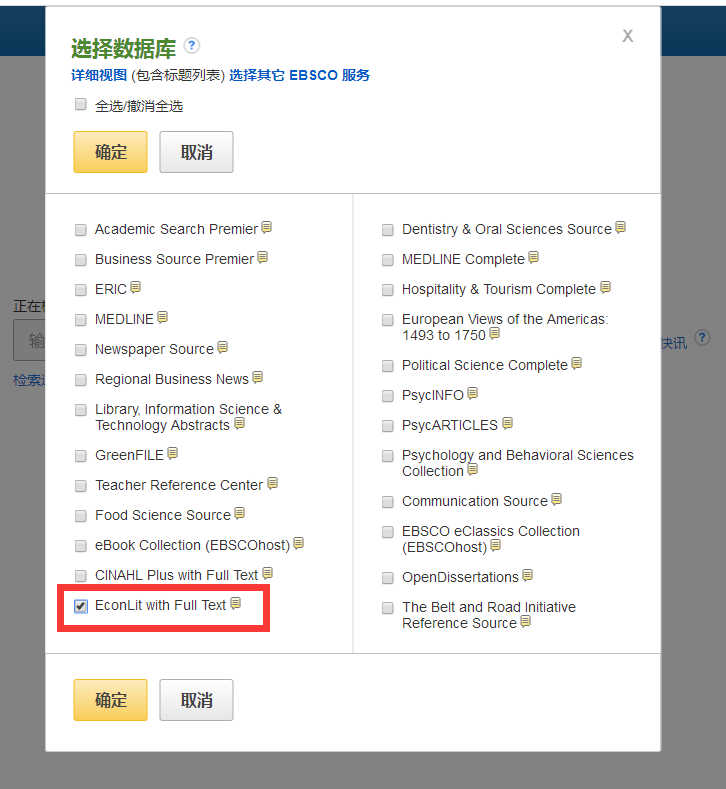 选择数据库 ?
X
详细视图 (包含标题列表) 选择其它 EBSCO 服务
全选/撤消全选
确定 取消
Academic Search Premier
Business Source Premier
ERIC
MEDLINE
Newspaper Source
Regional Business News
Library, Information Science &
Technology Abstracts
GreenFILE
Teacher Reference Center
Food Science Source
eBook Collection (EBSCOhost)
CINAHL Plus with Full Text
EconLit with Full Text
Dentistry & Oral Sciences Source
MEDLINE Complete
Hospitality & Tourism Complete
European Views of the Americas:
1493 to 1750
Political Science Complete
PsycINFO
PsycARTICLES
Psychology and Behavioral Sciences
Collection
Communication Source
EBSCO eClassics Collection
(EBSCOhost)
OpenDissertations
The Belt and Road Initiative
Reference Source
确定 取消
正在
输
检索
快讯 ?